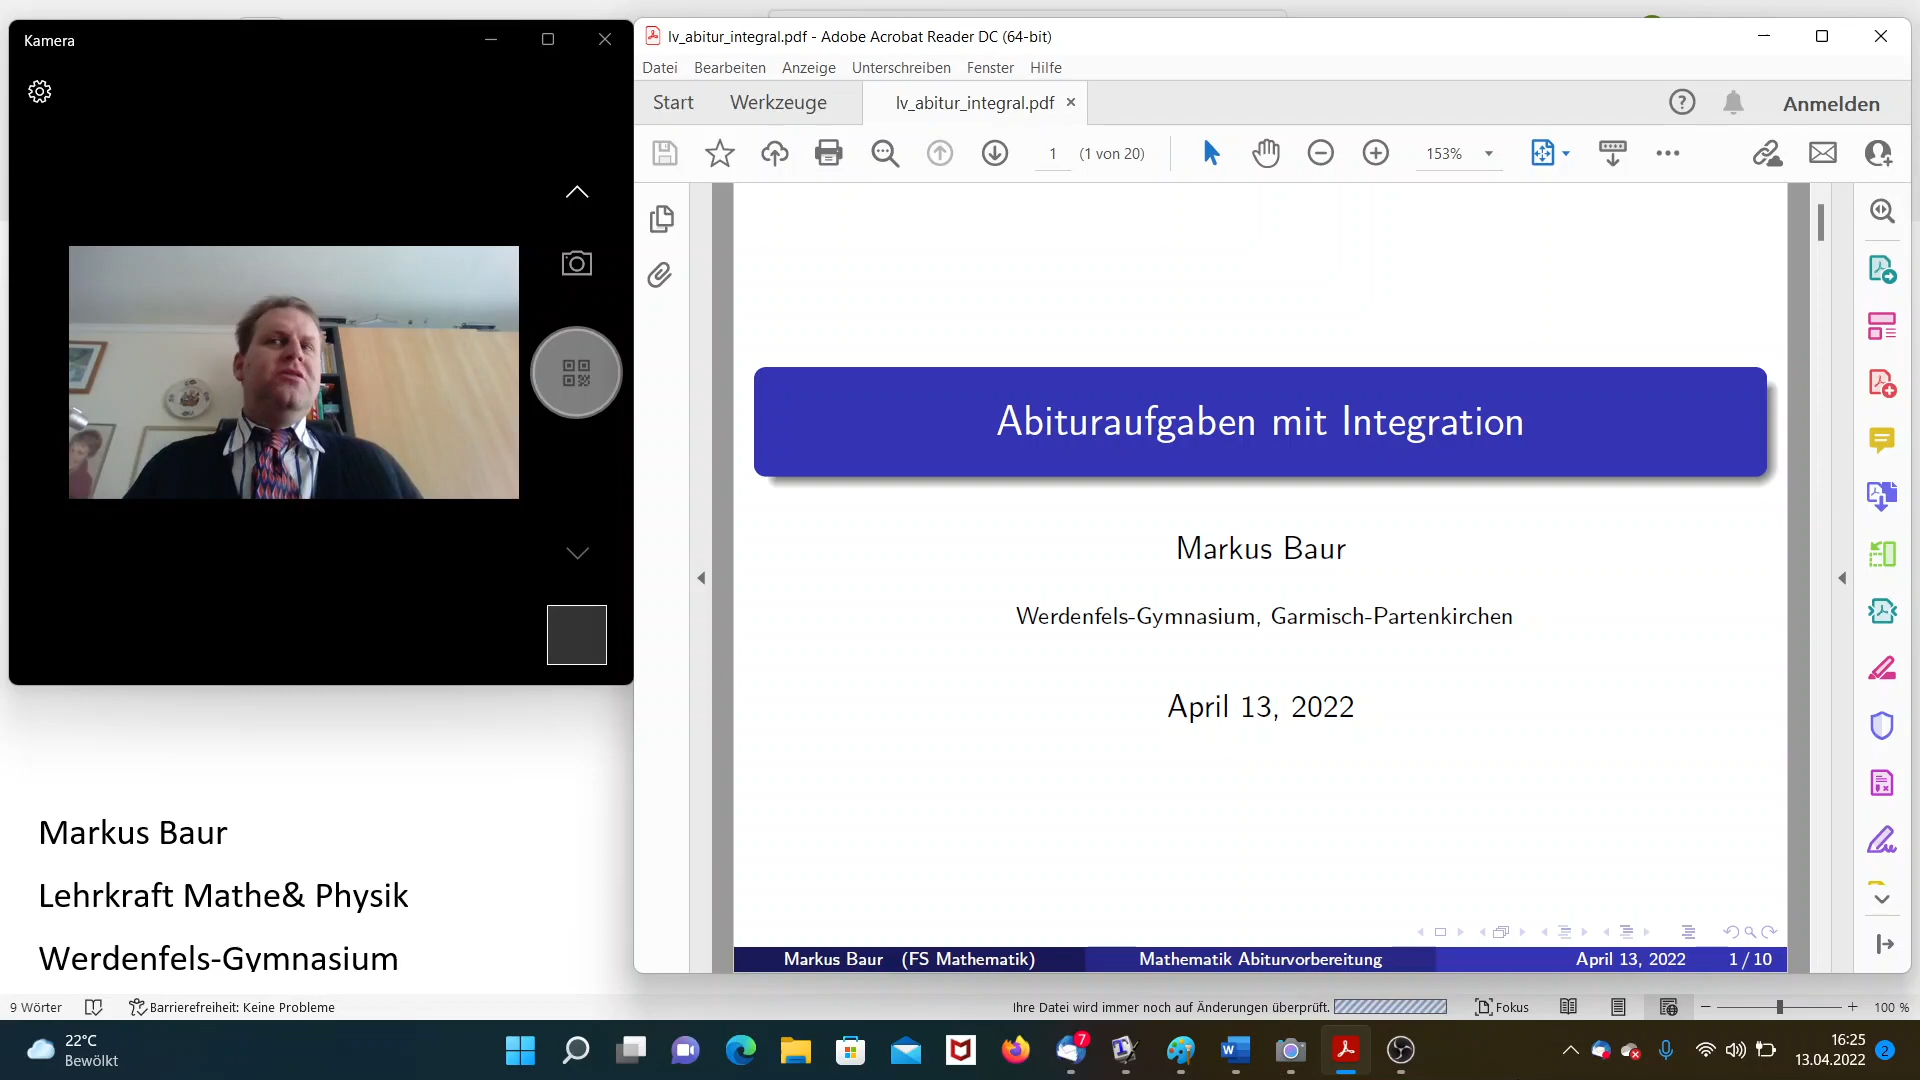 Kamera
lv_abitur_integral.pdf - Adobe Acrobat Reader DC (64-bit)
Datei Bearbeiten Anzeige Unterschreiben Fenster Hilfe
Start Werkzeuge lv_abitur_integral.pdf Anmelden
1 (1 von 20) 153%
Abituraufgaben mit Integration
Markus Baur
Werdenfels-Gymnasium, Garmisch-Partenkirchen
April 13, 2022
Markus Baur (FS Mathematik) Mathematik Abiturvorbereitung April 13, 2022 1 / 10
Markus Baur
Lehrkraft Mathe& Physik
Werdenfels-Gymnasium
9 Wörter Barrierefreiheit: Keine Probleme Ihre Datei wird immer noch auf Änderungen überprüft. Fokus 100 %
22°C
Bewölkt
7
16:25
13.04.2022 2